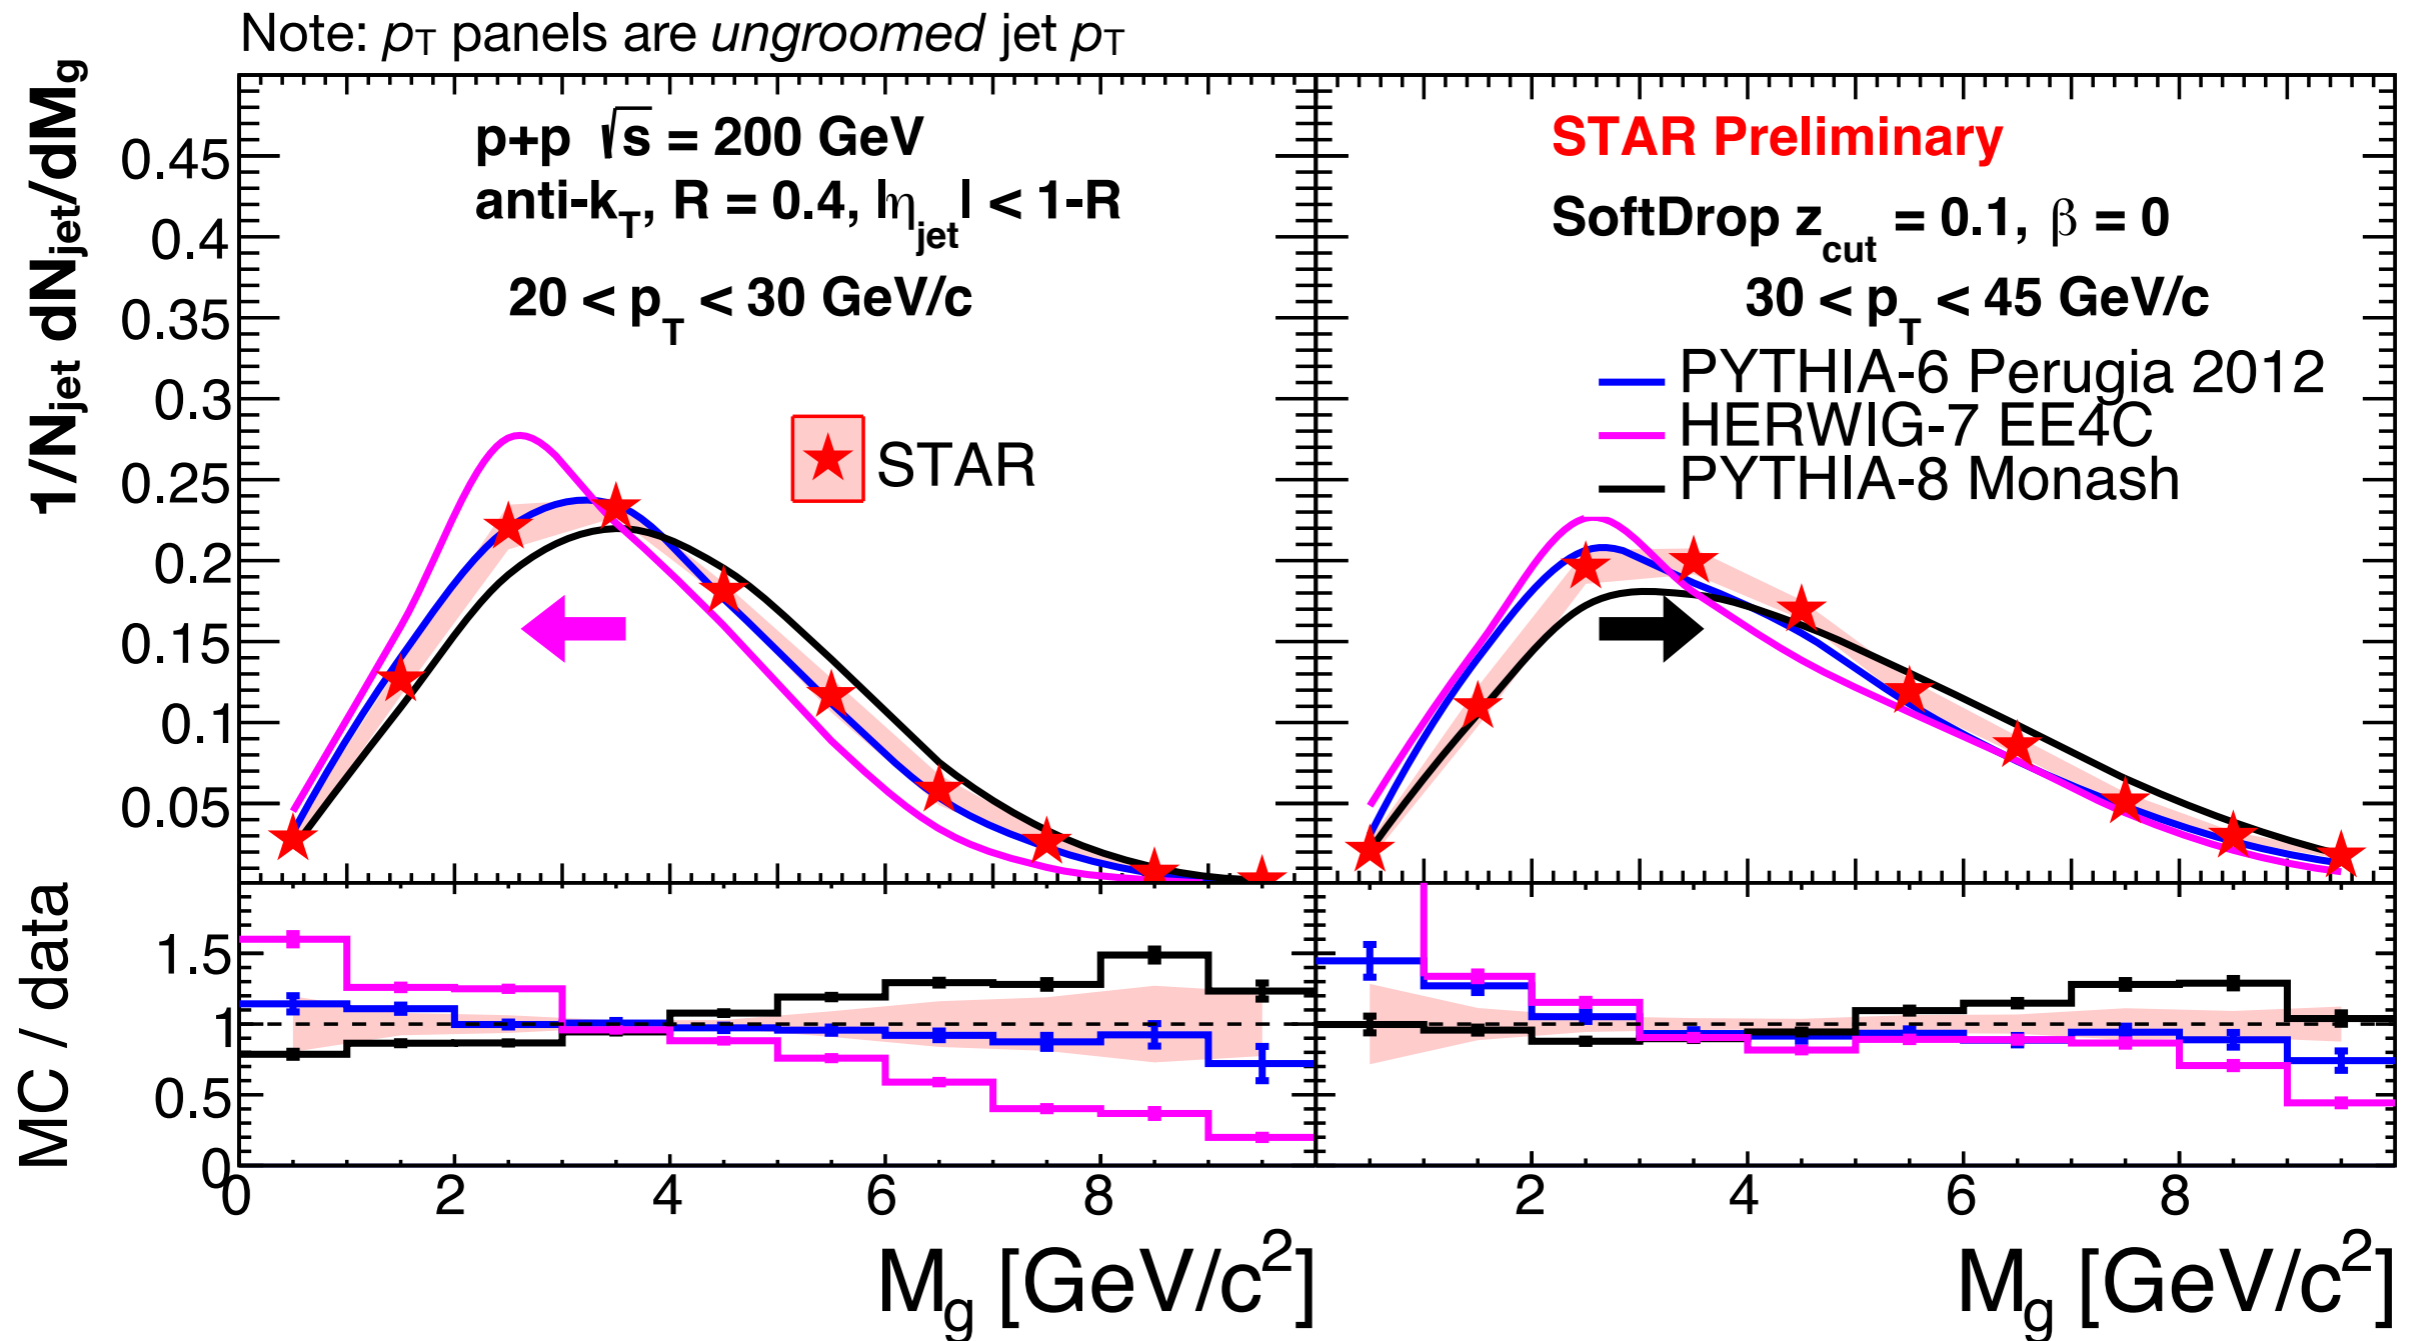 Note: pT panels are ungroomed jet pT
1/Njet dNjet/dMg
0.45
0.4
0.35
0.3
0.25
0.2
0.15
0.1
0.05
p+p √s = 200 GeV
anti-kT, R = 0.4, |ηjet| < 1-R
20 < pT < 30 GeV/c
STAR
STAR Preliminary
SoftDrop zcut = 0.1, β = 0
30 < pT < 45 GeV/c
PYTHIA-6 Perugia 2012
HERWIG-7 EE4C
PYTHIA-8 Monash
MC / data
1.5
1
0.5
0
0 2 4 6 8
2 4 6 8
Mg [GeV/c2]
Mg [GeV/c2]